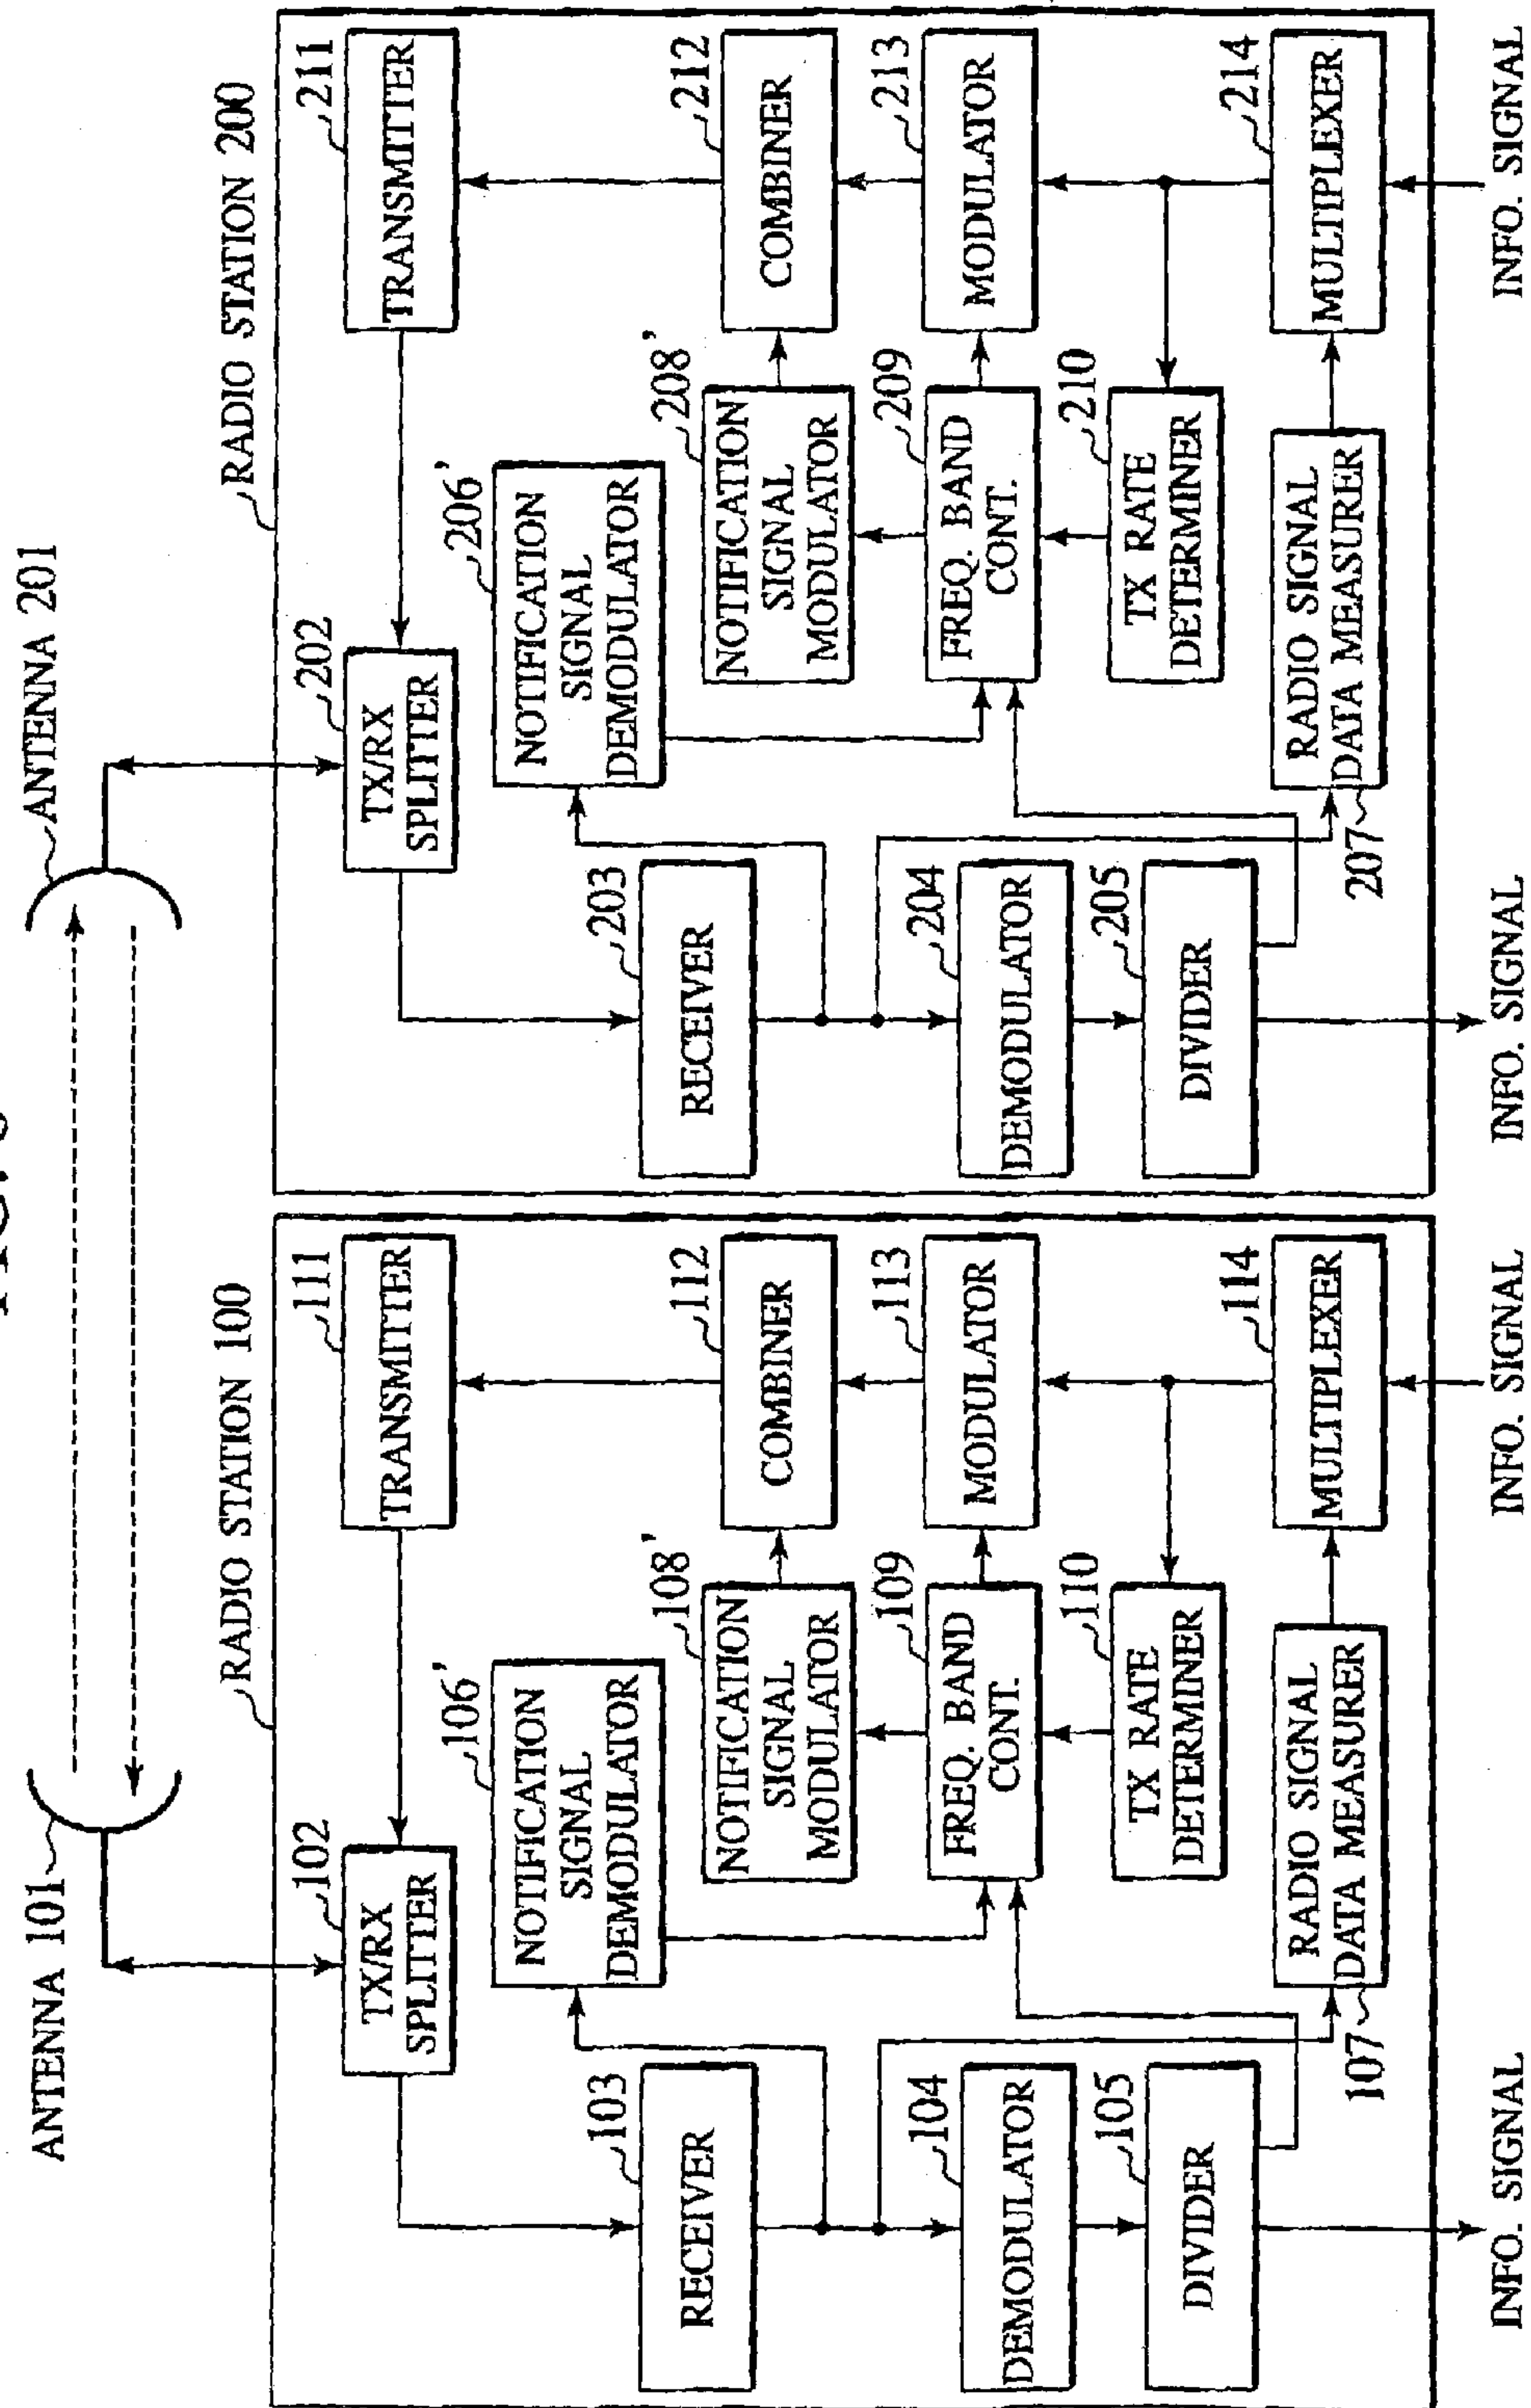 ANTENNA 101
ANTENNA 201
RADIO STATION 100
102
TX/RX
SPLITTER
111
TRANSMITTER
103
RECEIVER
106'
NOTIFICATION
SIGNAL
DEMODULATOR
108'
NOTIFICATION
SIGNAL
MODULATOR
112
COMBINER
104
DEMODULATOR
109
FREQ. BAND
CONT.
113
MODULATOR
105
DIVIDER
110
TX RATE
DETERMINER
107
RADIO SIGNAL
DATA MEASURER
114
MULTIPLEXER
INFO. SIGNAL
INFO. SIGNAL
RADIO STATION 200
202
TX/RX
SPLITTER
211
TRANSMITTER
203
RECEIVER
206'
NOTIFICATION
SIGNAL
DEMODULATOR
208'
NOTIFICATION
SIGNAL
MODULATOR
212
COMBINER
204
DEMODULATOR
209
FREQ. BAND
CONT.
213
MODULATOR
205
DIVIDER
210
TX RATE
DETERMINER
207
RADIO SIGNAL
DATA MEASURER
214
MULTIPLEXER
INFO. SIGNAL
INFO. SIGNAL